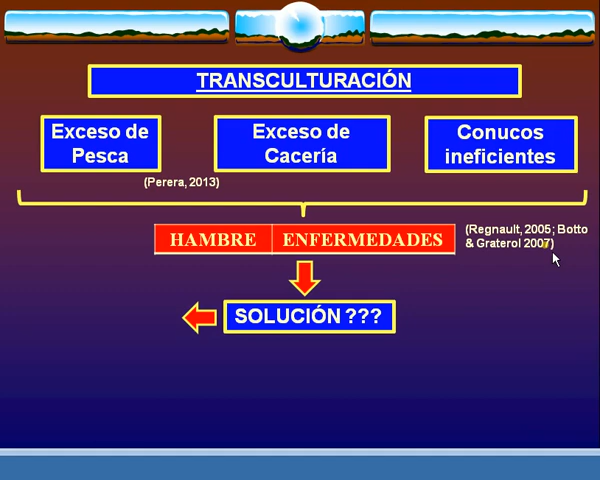 TRANSCULTURACIÓN
Exceso de
Pesca
Exceso de
Cacería
Conucos
ineficientes
(Perera, 2013)
HAMBRE ENFERMEDADES
(Regnault, 2005; Botto
& Graterol 2007)
SOLUCIÓN ???